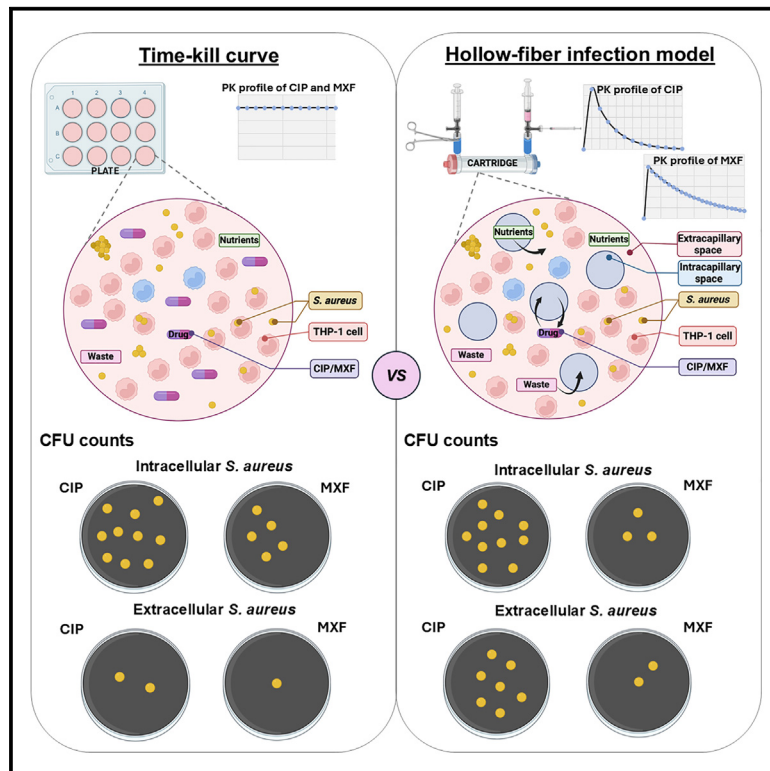 Time-kill curve
PK profile of CIP and MXF
1 2 3 4
A
B
C
PLATE
Nutrients
S. aureus
THP-1 cell
Drug
Waste
CIP/MXF
CFU counts
Intracellular S. aureus
CIP
MXF
Extracellular S. aureus
CIP
MXF
VS
Hollow-fiber infection model
PK profile of CIP
CARTRIDGE
PK profile of MXF
Nutrients
Nutrients
Extracapillary
space
Intracapillary
space
S. aureus
THP-1 cell
Drug
Waste
CIP/MXF
Waste
CFU counts
Intracellular S. aureus
CIP
MXF
Extracellular S. aureus
CIP
MXF